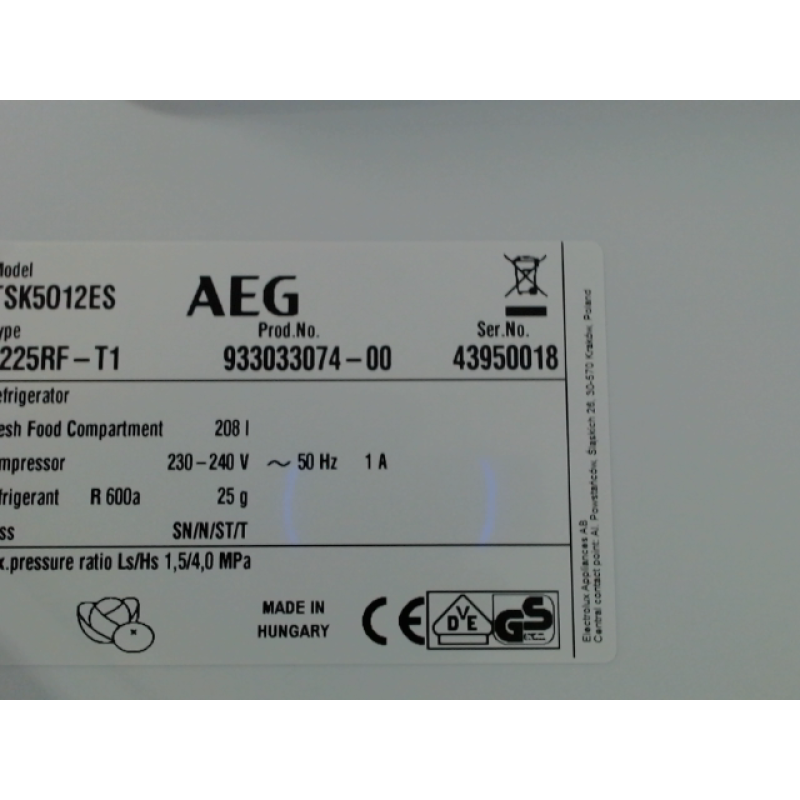 Model
TSK5012ES
AEG
Type
225RF-T1
Prod.No.
933033074-00
Ser.No.
43950018
efrigerator
esh Food Compartment 208 l
mpressor 230-240 V ~ 50 Hz 1 A
frigerant R 600a 25 g
ss SN/N/ST/T
x.pressure ratio Ls/Hs 1,5/4,0 MPa
MADE IN
HUNGARY
CE
DVE
GS
Electrolux Appliances AB
Central contact point: Al. Powstańców Śląskich 26, 30-570 Kraków, Poland